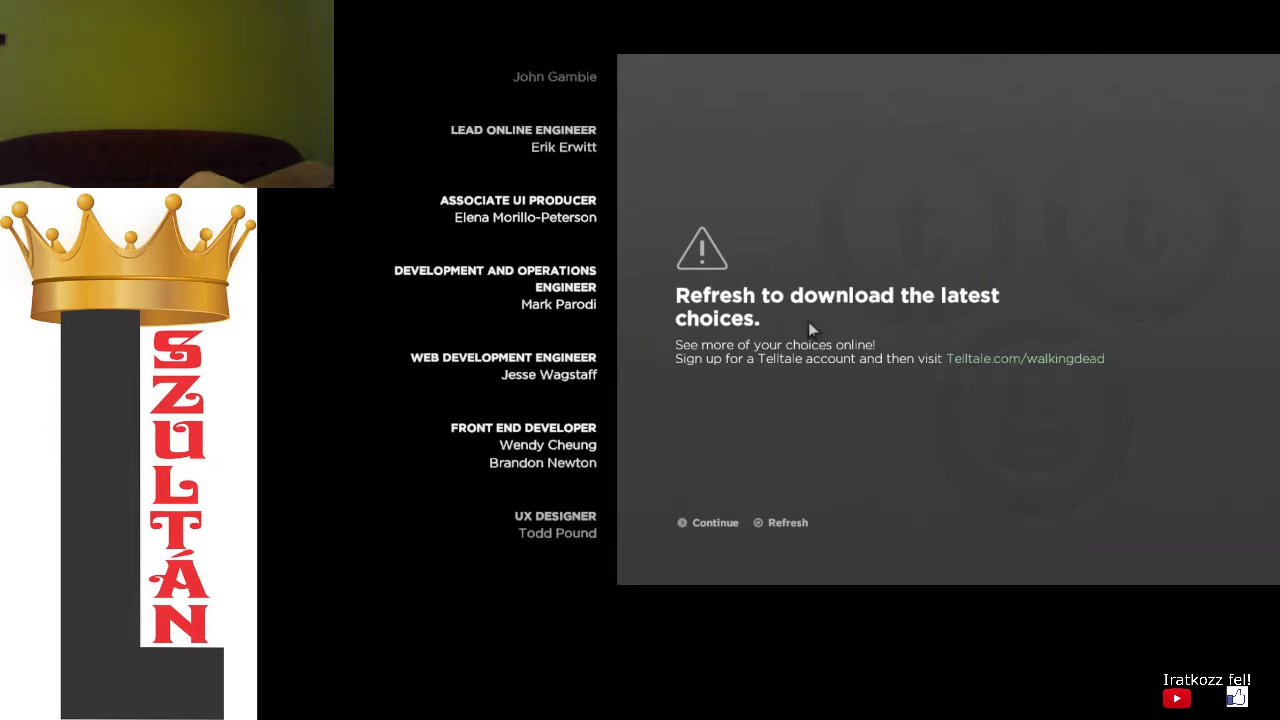 John Gamble
LEAD ONLINE ENGINEER
Erik Erwitt
ASSOCIATE UI PRODUCER
Elena Morillo-Peterson
DEVELOPMENT AND OPERATIONS
ENGINEER
Mark Parodi
WEB DEVELOPMENT ENGINEER
Jesse Wagstaff
FRONT END DEVELOPER
Wendy Cheung
Brandon Newton
UX DESIGNER
Todd Pound
Refresh to download the latest
choices.
See more of your choices online!
Sign up for a Telltale account and then visit Telltale.com/walkingdead
Continue Refresh
L
SZULTÁN
Iratkozz fel!